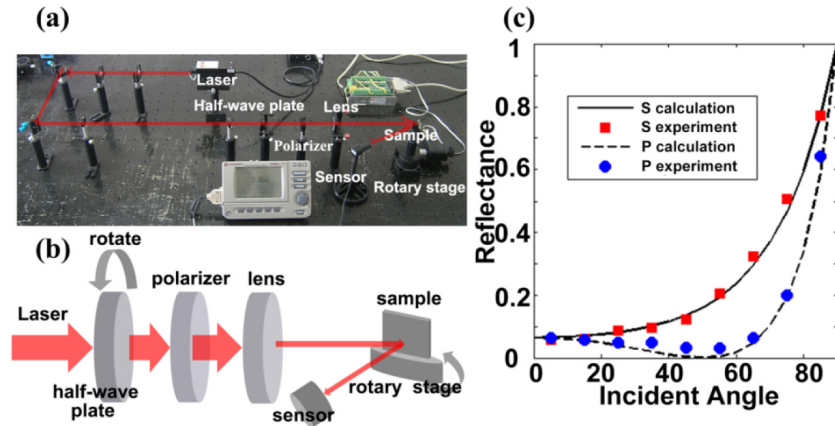 (a)
Laser
Half-wave plate
Lens
Polarizer
Sample
Sensor
Rotary stage
(b)
rotate
polarizer
lens
sample
Laser
half-wave
plate
sensor
rotary
stage
(c)
1
0.8
0.6
0.4
0.2
0
0
20
40
60
80
Reflectance
Incident Angle
S calculation
S experiment
P calculation
P experiment